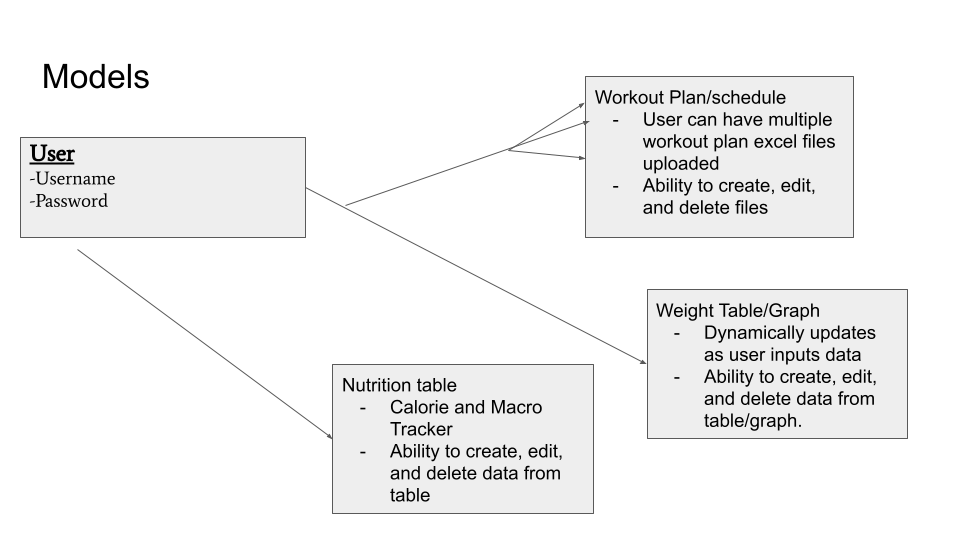 Models
User
-Username
-Password
Workout Plan/schedule
- User can have multiple
workout plan excel files
uploaded
- Ability to create, edit,
and delete files
Weight Table/Graph
- Dynamically updates
as user inputs data
- Ability to create, edit,
and delete data from
table/graph.
Nutrition table
- Calorie and Macro
Tracker
- Ability to create, edit,
and delete data from
table